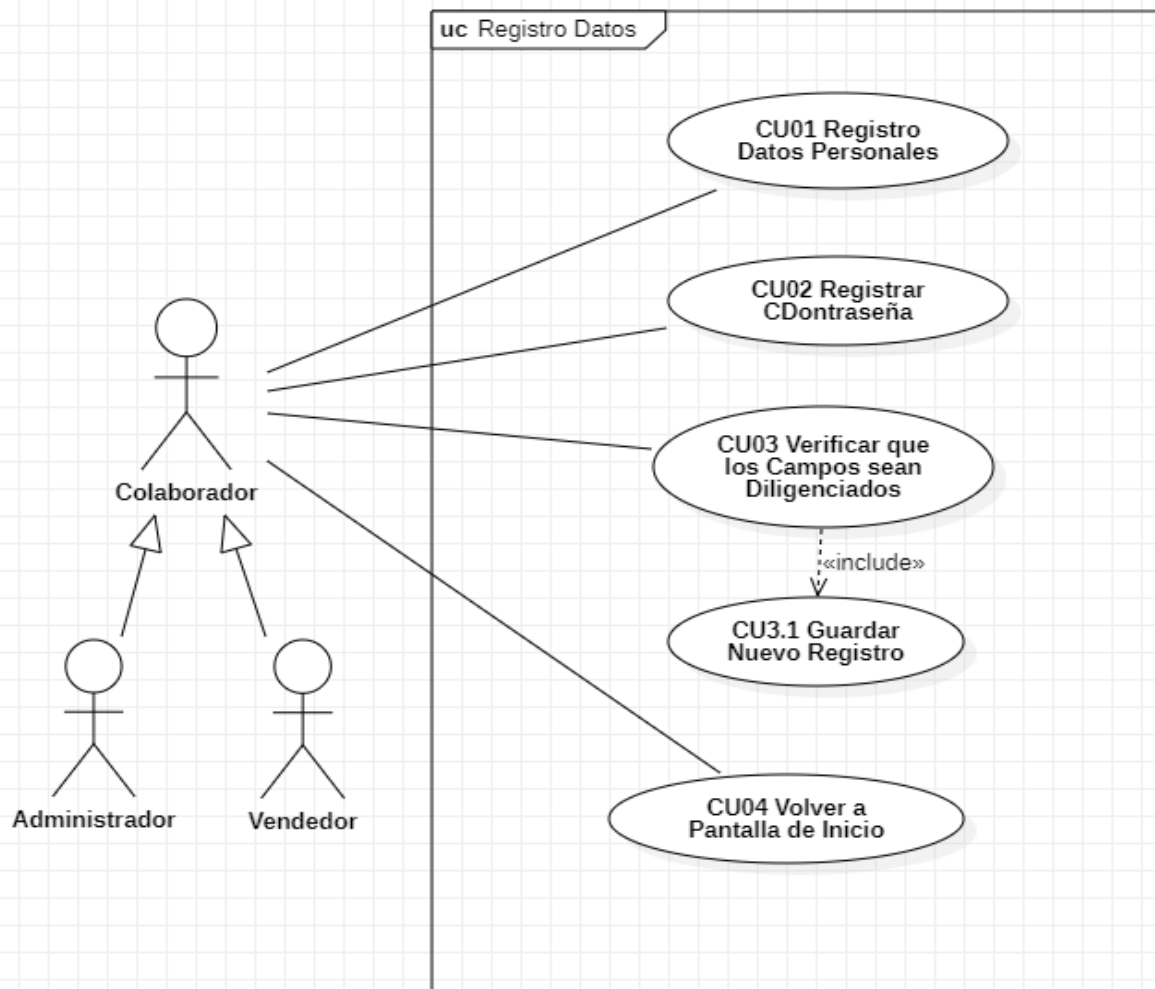 uc Registro Datos
CU01 Registro
Datos Personales
CU02 Registrar
CDontraseña
CU03 Verificar que
los Campos sean
Diligenciados
«include»
CU3.1 Guardar
Nuevo Registro
CU04 Volver a
Pantalla de Inicio
Colaborador
Administrador
Vendedor